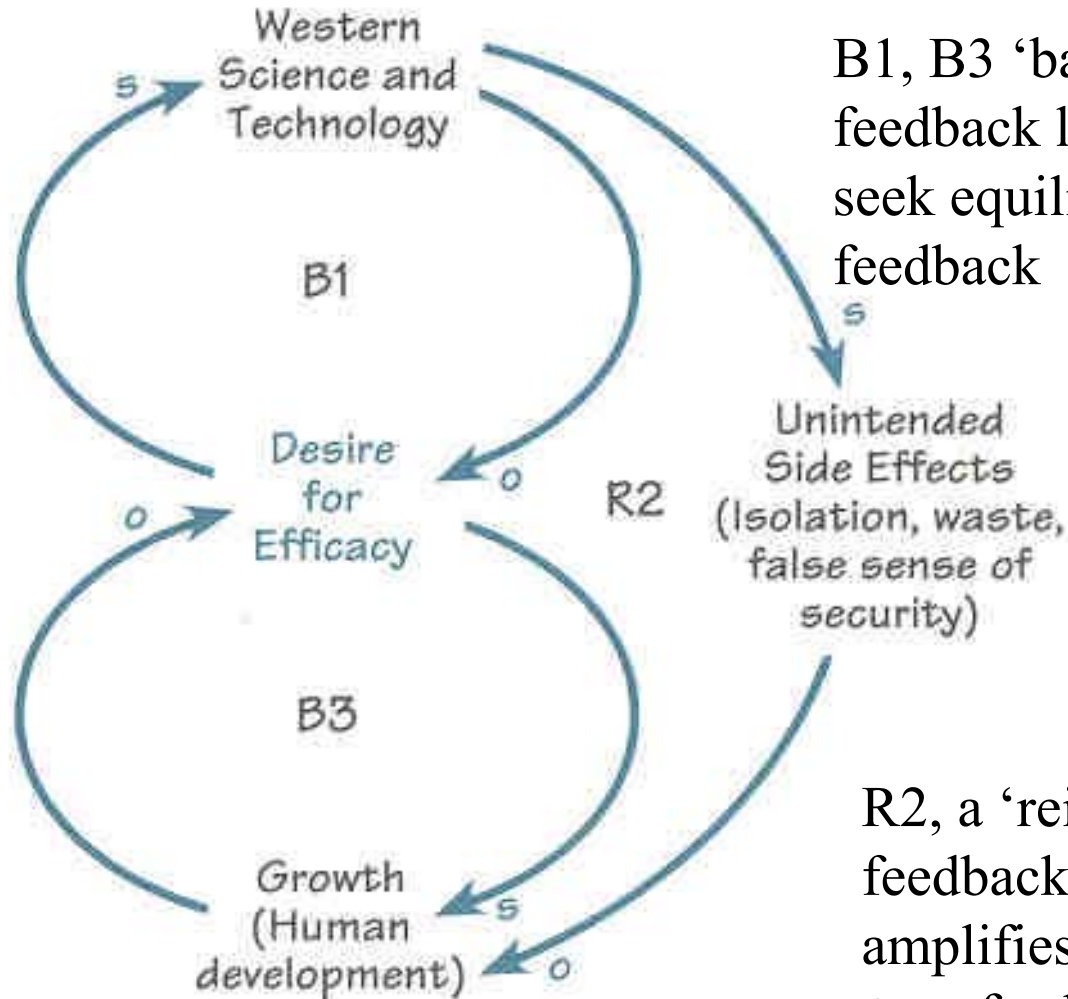 Western
Science and
Technology
s
B1
Desire
for
Efficacy
o
o
R2
s
Unintended
Side Effects
(Isolation, waste,
false sense of
security)
B3
Growth
(Human
development)
s
o
B1, B3 ‘ba
feedback l
seek equil
feedback
R2, a ‘rei
feedback
amplifies